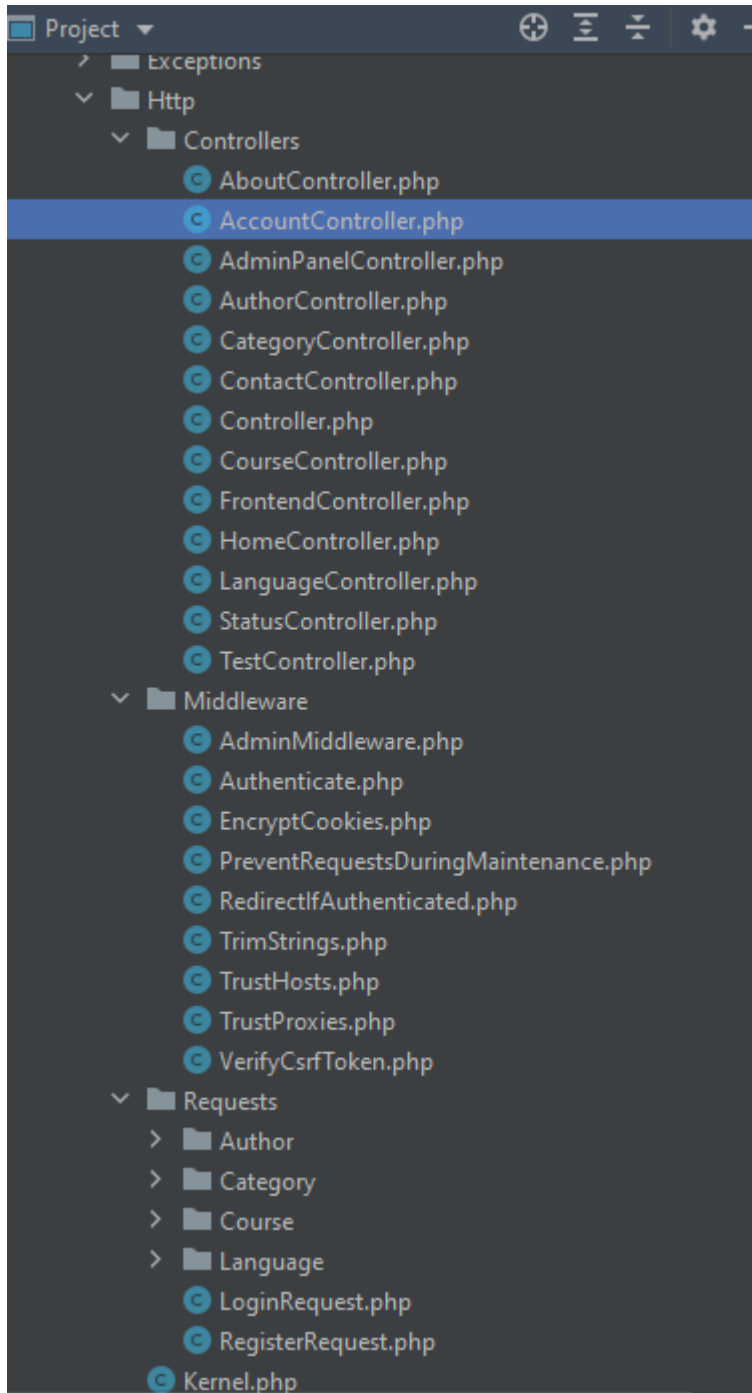 Project
Exceptions
Http
Controllers
AboutController.php
AccountController.php
AdminPanelController.php
AuthorController.php
CategoryController.php
ContactController.php
Controller.php
CourseController.php
FrontendController.php
HomeController.php
LanguageController.php
StatusController.php
TestController.php
Middleware
AdminMiddleware.php
Authenticate.php
EncryptCookies.php
PreventRequestsDuringMaintenance.php
RedirectIfAuthenticated.php
TrimStrings.php
TrustHosts.php
TrustProxies.php
VerifyCsrfToken.php
Requests
Author
Category
Course
Language
LoginRequest.php
RegisterRequest.php
Kernel.php